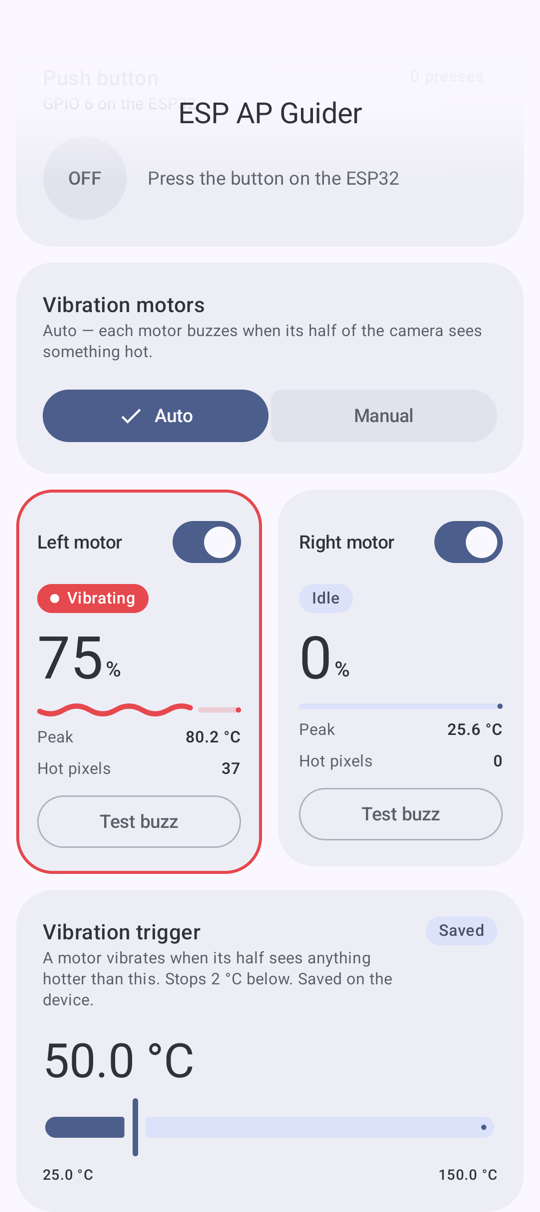 Push button
0 presses
GPIO 6 on the ESP
ESP AP Guider
OFF
Press the button on the ESP32
Vibration motors
Auto — each motor buzzes when its half of the camera sees
something hot.
Auto
Manual
Left motor
Vibrating
75%
Peak
80.2 °C
Hot pixels
37
Test buzz
Right motor
Idle
0%
Peak
25.6 °C
Hot pixels
0
Test buzz
Vibration trigger
Saved
A motor vibrates when its half sees anything
hotter than this. Stops 2 °C below. Saved on the
device.
50.0 °C
25.0 °C
150.0 °C